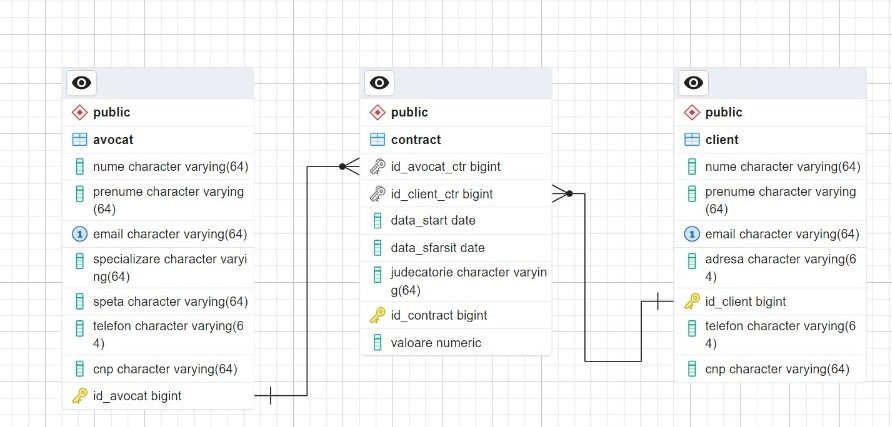 public
avocat
nume character varying(64)
prenume character varying
(64)
1 email character varying(64)
specializare character varyi
ng(64)
speta character varying(64)
telefon character varying(6
4)
cnp character varying(64)
id_avocat bigint
public
contract
id_avocat_ctr bigint
id_client_ctr bigint
data_start date
data_sfarsit date
judecatorie character varyin
g(64)
id_contract bigint
valoare numeric
public
client
nume character varying(64)
prenume character varying
(64)
1 email character varying(64)
adresa character varying(6
4)
id_client bigint
telefon character varying(6
4)
cnp character varying(64)